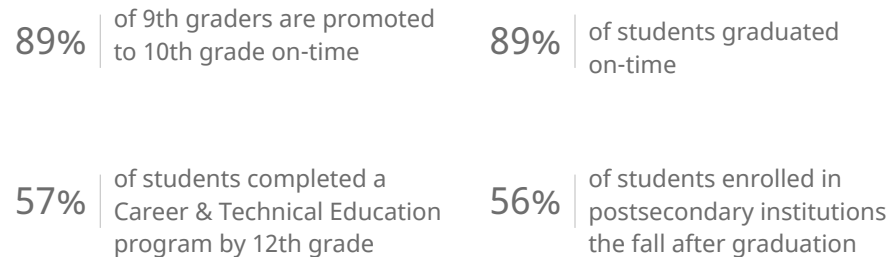 89%
of 9th graders are promoted
to 10th grade on-time
89%
of students graduated
on-time
57%
of students completed a
Career & Technical Education
program by 12th grade
56%
of students enrolled in
postsecondary institutions
the fall after graduation